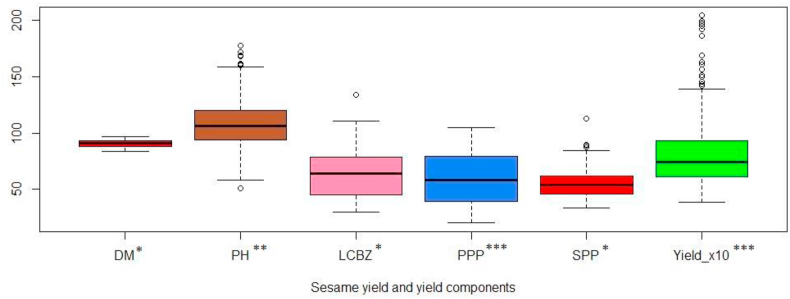 200
150
100
50
DM * PH ** LCBZ * PPP *** SPP * Yield_x10 ***
Sesame yield and yield components